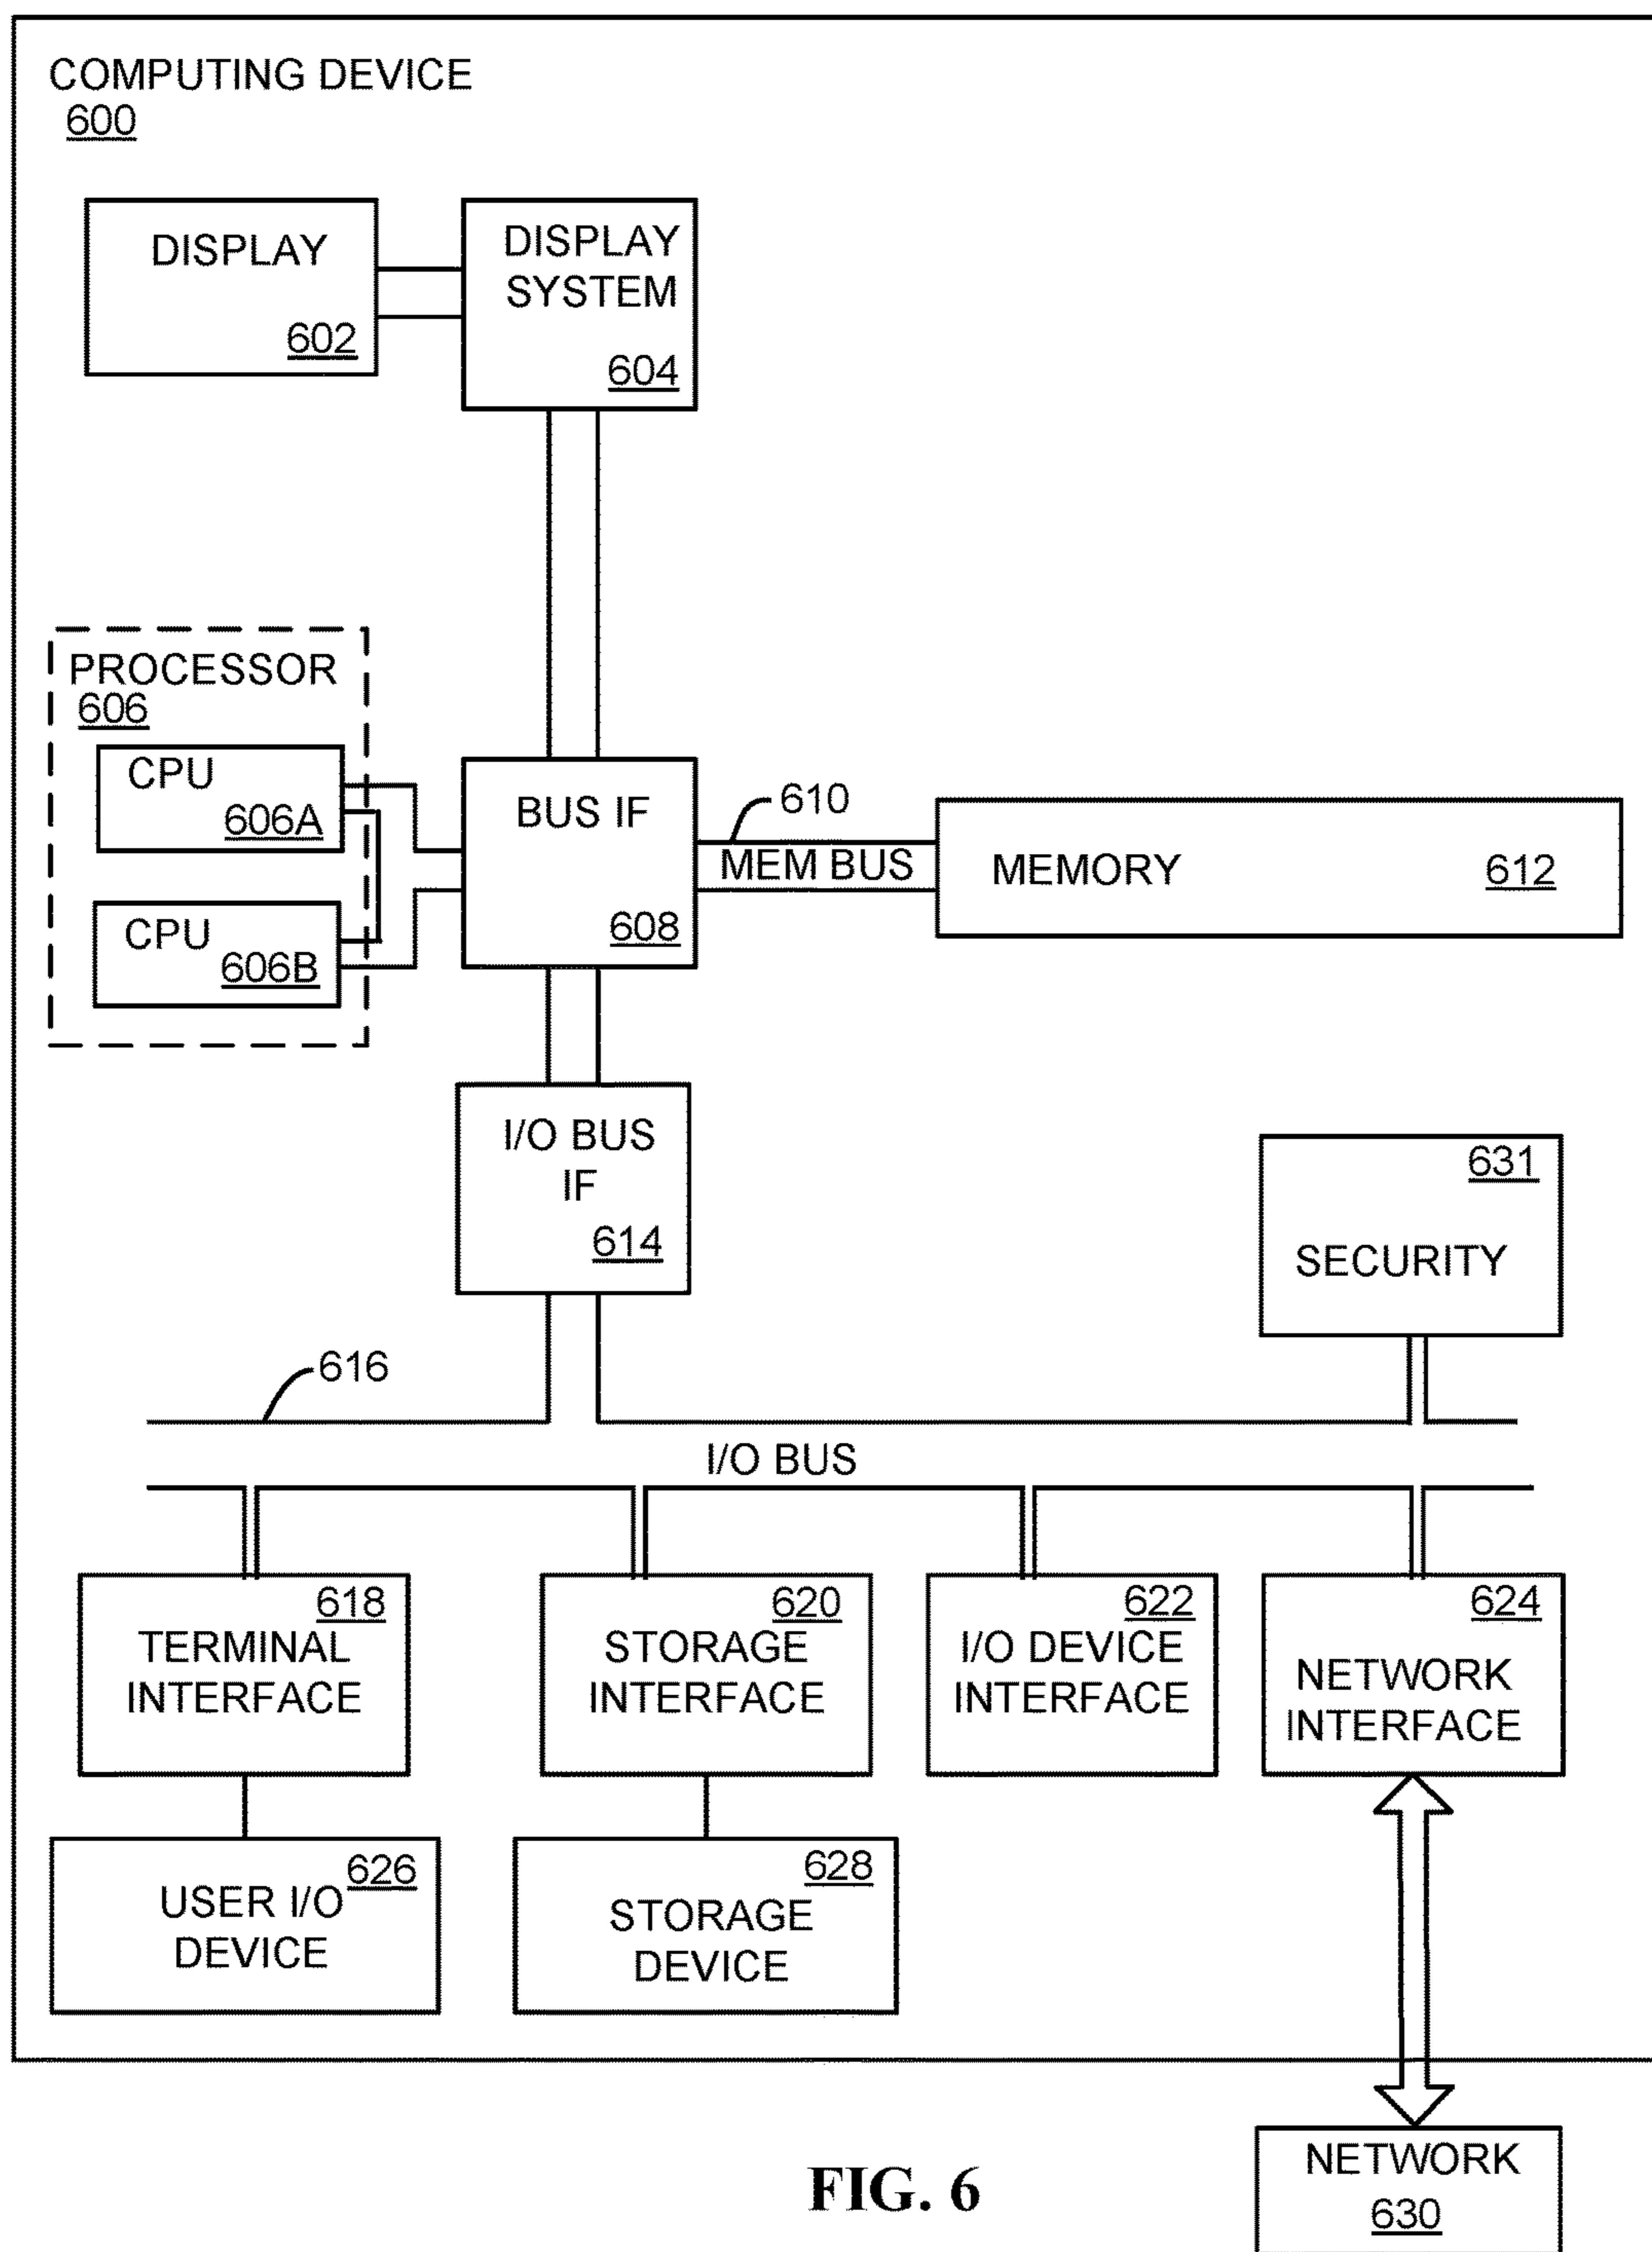 COMPUTING DEVICE
600
DISPLAY
602
DISPLAY
SYSTEM
604
PROCESSOR
606
CPU
606A
CPU
606B
BUS IF
608
610
MEM BUS
MEMORY
612
I/O BUS
IF
614
631
SECURITY
616
I/O BUS
618
TERMINAL
INTERFACE
620
STORAGE
INTERFACE
622
I/O DEVICE
INTERFACE
624
NETWORK
INTERFACE
626
USER I/O
DEVICE
628
STORAGE
DEVICE
NETWORK
630
FIG. 6